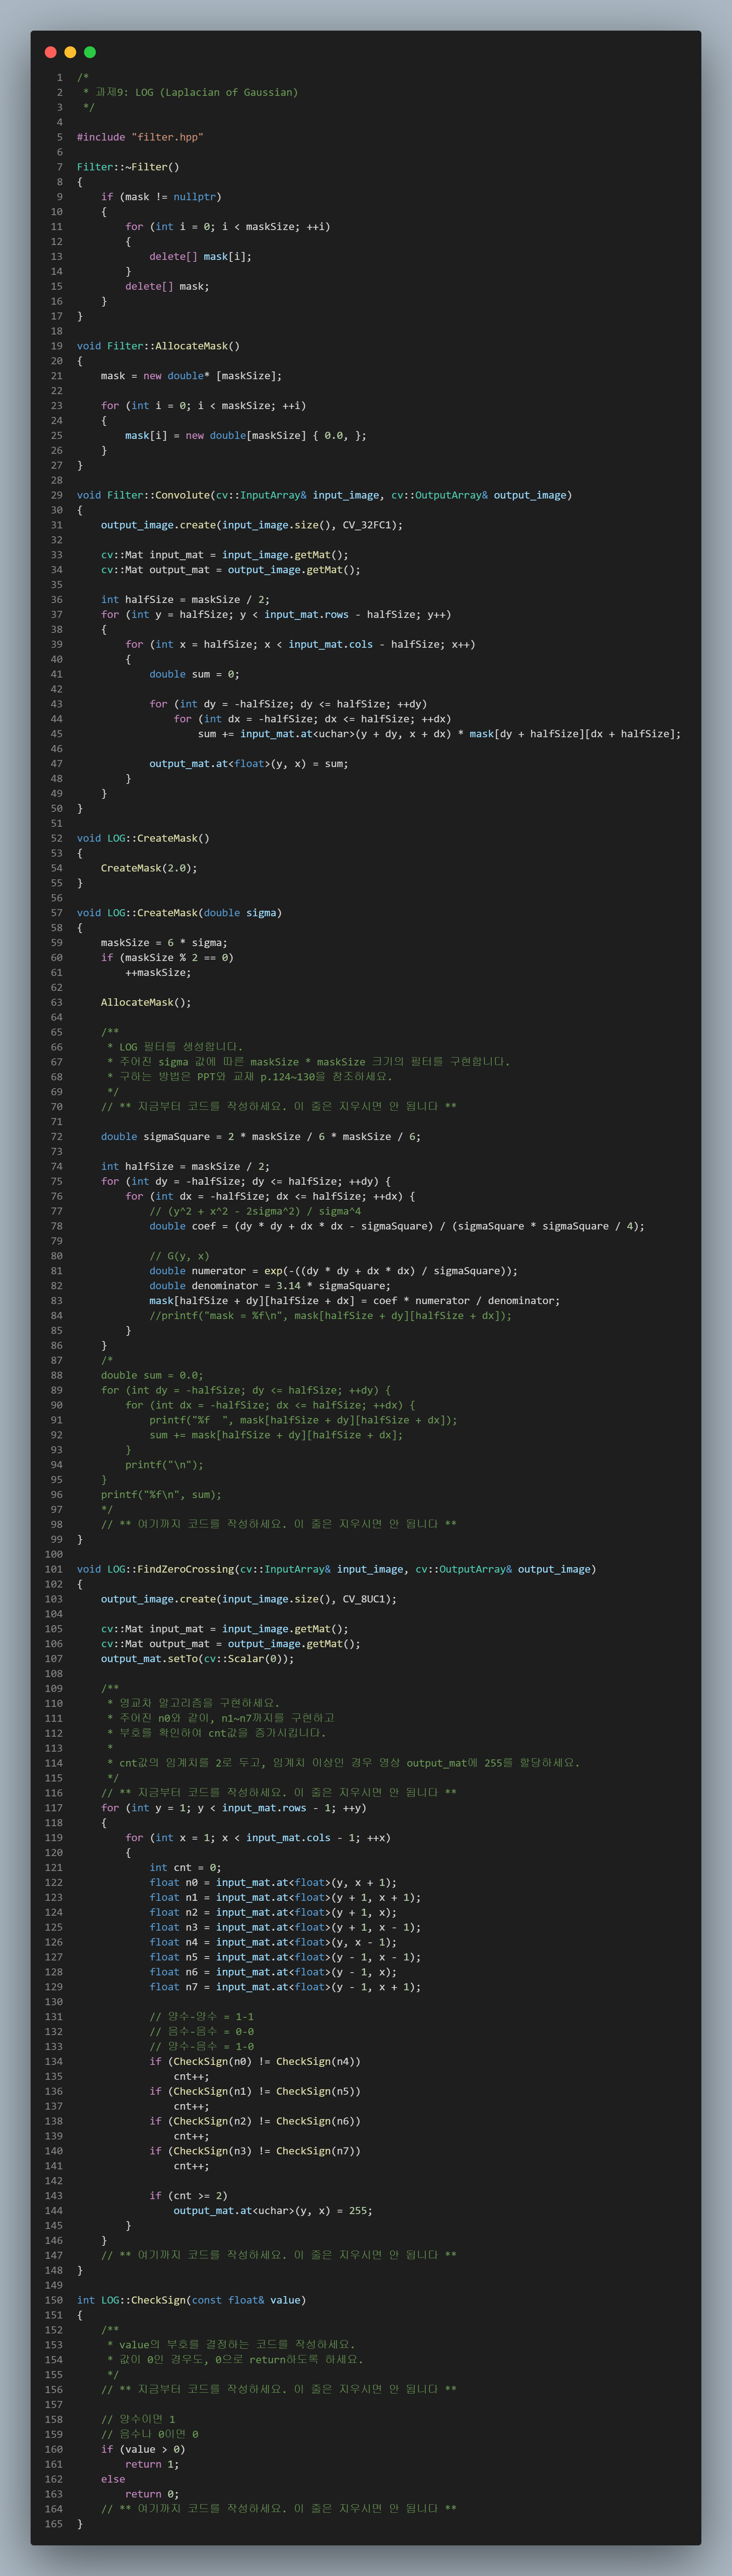 1 /*
2  * 과제9: LOG (Laplacian of Gaussian)
3  */
4
5 #include "filter.hpp"
6
7 Filter::~Filter()
8 {
9     if (mask != nullptr)
10     {
11         for (int i = 0; i < maskSize; ++i)
12         {
13             delete[] mask[i];
14         }
15         delete[] mask;
16     }
17 }
18
19 void Filter::AllocateMask()
20 {
21     mask = new double* [maskSize];
22
23     for (int i = 0; i < maskSize; ++i)
24     {
25         mask[i] = new double[maskSize] { 0.0, };
26     }
27 }
28
29 void Filter::Convolute(cv::InputArray& input_image, cv::OutputArray& output_image)
30 {
31     output_image.create(input_image.size(), CV_32FC1);
32
33     cv::Mat input_mat = input_image.getMat();
34     cv::Mat output_mat = output_image.getMat();
35
36     int halfSize = maskSize / 2;
37     for (int y = halfSize; y < input_mat.rows - halfSize; y++)
38     {
39         for (int x = halfSize; x < input_mat.cols - halfSize; x++)
40         {
41             double sum = 0;
42
43             for (int dy = -halfSize; dy <= halfSize; ++dy)
44                 for (int dx = -halfSize; dx <= halfSize; ++dx)
45                     sum += input_mat.at<uchar>(y + dy, x + dx) * mask[dy + halfSize][dx + halfSize];
46
47             output_mat.at<float>(y, x) = sum;
48         }
49     }
50 }
51
52 void LOG::CreateMask()
53 {
54     CreateMask(2.0);
55 }
56
57 void LOG::CreateMask(double sigma)
58 {
59     maskSize = 6 * sigma;
60     if (maskSize % 2 == 0)
61         ++maskSize;
62
63     AllocateMask();
64
65     /**
66      * LOG 필터를 생성합니다.
67      * 주어진 sigma 값에 따른 maskSize * maskSize 크기의 필터를 구현합니다.
68      * 구하는 방법은 PPT와 교재 p.124~130을 참조하세요.
69      */
70     // ** 지금부터 코드를 작성하세요. 이 줄은 지우시면 안 됩니다 **
71
72     double sigmaSquare = 2 * maskSize / 6 * maskSize / 6;
73
74     int halfSize = maskSize / 2;
75     for (int dy = -halfSize; dy <= halfSize; ++dy) {
76         for (int dx = -halfSize; dx <= halfSize; ++dx) {
77             // (y^2 + x^2 - 2sigma^2) / sigma^4
78             double coef = (dy * dy + dx * dx - sigmaSquare) / (sigmaSquare * sigmaSquare / 4);
79
80             // G(y, x)
81             double numerator = exp(-((dy * dy + dx * dx) / sigmaSquare));
82             double denominator = 3.14 * sigmaSquare;
83             mask[halfSize + dy][halfSize + dx] = coef * numerator / denominator;
84             //printf("mask = %f\n", mask[halfSize + dy][halfSize + dx]);
85         }
86     }
87     /*
88     double sum = 0.0;
89     for (int dy = -halfSize; dy <= halfSize; ++dy) {
90         for (int dx = -halfSize; dx <= halfSize; ++dx) {
91             printf("%f  ", mask[halfSize + dy][halfSize + dx]);
92             sum += mask[halfSize + dy][halfSize + dx];
93         }
94         printf("\n");
95     }
96     printf("%f\n", sum);
97     */
98     // ** 여기까지 코드를 작성하세요. 이 줄은 지우시면 안 됩니다 **
99 }
100
101 void LOG::FindZeroCrossing(cv::InputArray& input_image, cv::OutputArray& output_image)
102 {
103     output_image.create(input_image.size(), CV_8UC1);
104
105     cv::Mat input_mat = input_image.getMat();
106     cv::Mat output_mat = output_image.getMat();
107     output_mat.setTo(cv::Scalar(0));
108
109     /**
110      * 영교차 알고리즘을 구현하세요.
111      * 주어진 n0와 같이, n1~n7까지를 구현하고
112      * 부호를 확인하여 cnt값을 증가시킵니다.
113      *
114      * cnt값의 임계치를 2로 두고, 임계치 이상인 경우 영상 output_mat에 255를 할당하세요.
115      */
116     // ** 지금부터 코드를 작성하세요. 이 줄은 지우시면 안 됩니다 **
117     for (int y = 1; y < input_mat.rows - 1; ++y)
118     {
119         for (int x = 1; x < input_mat.cols - 1; ++x)
120         {
121             int cnt = 0;
122             float n0 = input_mat.at<float>(y, x + 1);
123             float n1 = input_mat.at<float>(y + 1, x + 1);
124             float n2 = input_mat.at<float>(y + 1, x);
125             float n3 = input_mat.at<float>(y + 1, x - 1);
126             float n4 = input_mat.at<float>(y, x - 1);
127             float n5 = input_mat.at<float>(y - 1, x - 1);
128             float n6 = input_mat.at<float>(y - 1, x);
129             float n7 = input_mat.at<float>(y - 1, x + 1);
130
131             // 양수-양수 = 1-1
132             // 음수-음수 = 0-0
133             // 양수-음수 = 1-0
134             if (CheckSign(n0) != CheckSign(n4))
135                 cnt++;
136             if (CheckSign(n1) != CheckSign(n5))
137                 cnt++;
138             if (CheckSign(n2) != CheckSign(n6))
139                 cnt++;
140             if (CheckSign(n3) != CheckSign(n7))
141                 cnt++;
142
143             if (cnt >= 2)
144                 output_mat.at<uchar>(y, x) = 255;
145         }
146     }
147     // ** 여기까지 코드를 작성하세요. 이 줄은 지우시면 안 됩니다 **
148 }
149
150 int LOG::CheckSign(const float& value)
151 {
152     /**
153      * value의 부호를 결정하는 코드를 작성하세요.
154      * 값이 0인 경우도, 0으로 return하도록 하세요.
155      */
156     // ** 지금부터 코드를 작성하세요. 이 줄은 지우시면 안 됩니다 **
157
158     // 양수이면 1
159     // 음수나 0이면 0
160     if (value > 0)
161         return 1;
162     else
163         return 0;
164     // ** 여기까지 코드를 작성하세요. 이 줄은 지우시면 안 됩니다 **
165 }